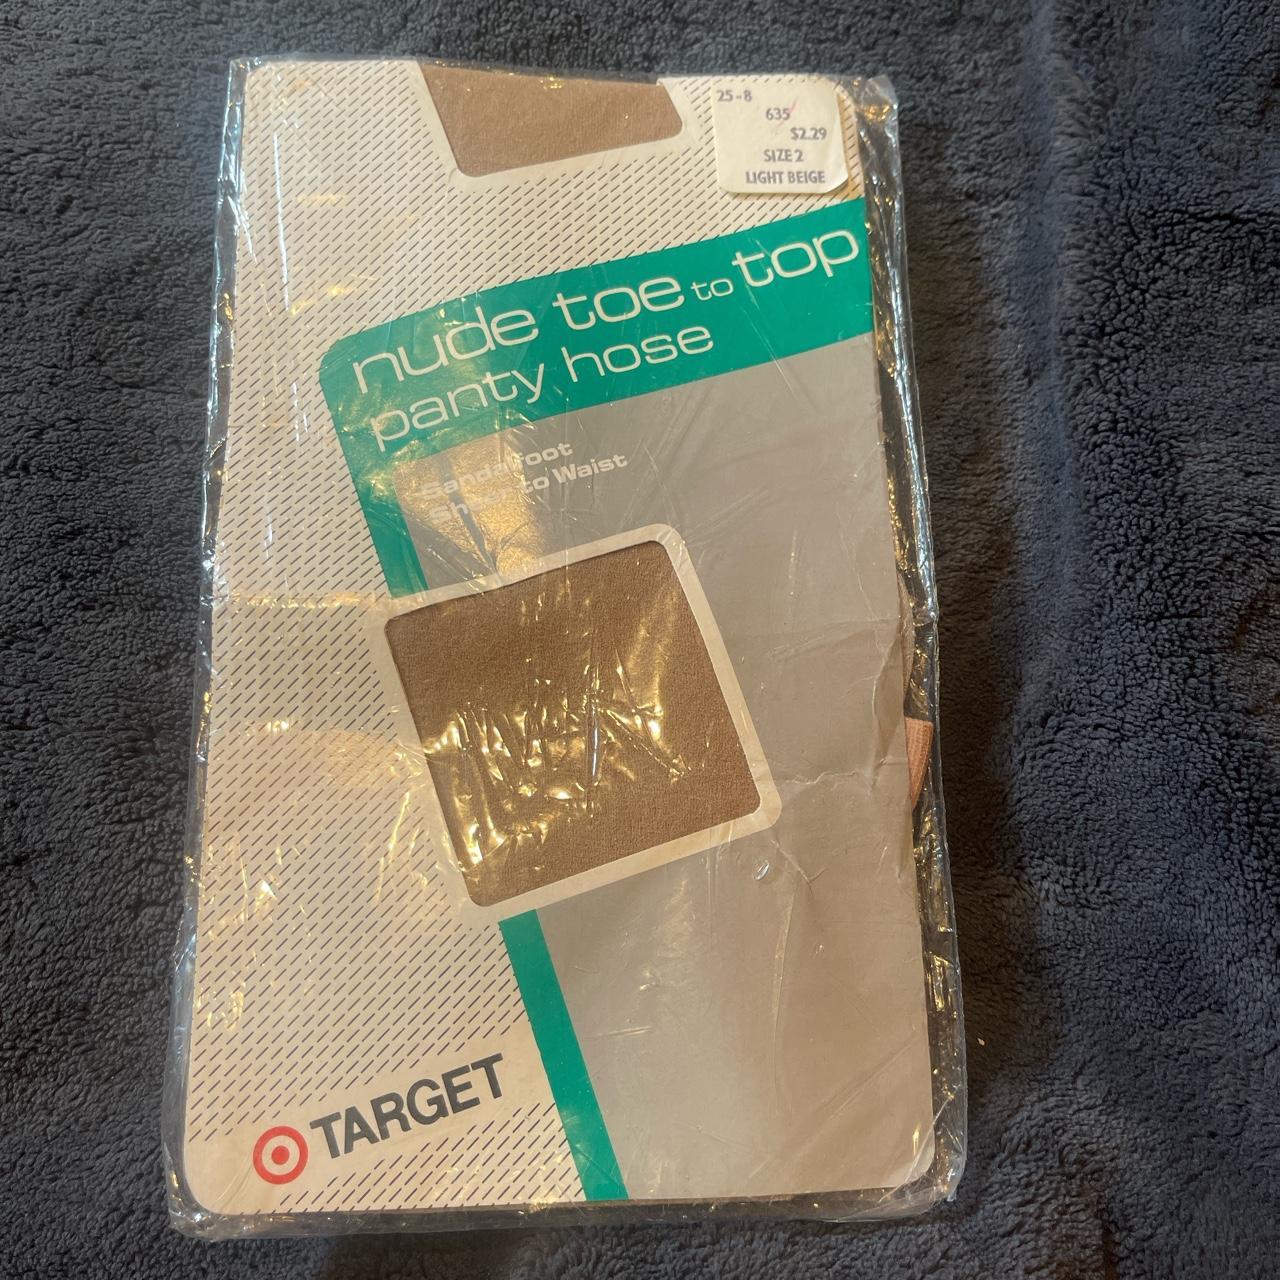 25-8
635
$2.29
SIZE 2
LIGHT BEIGE
nude toe to top
panty hose
Sandalfoot
Sheer to Waist
TARGET